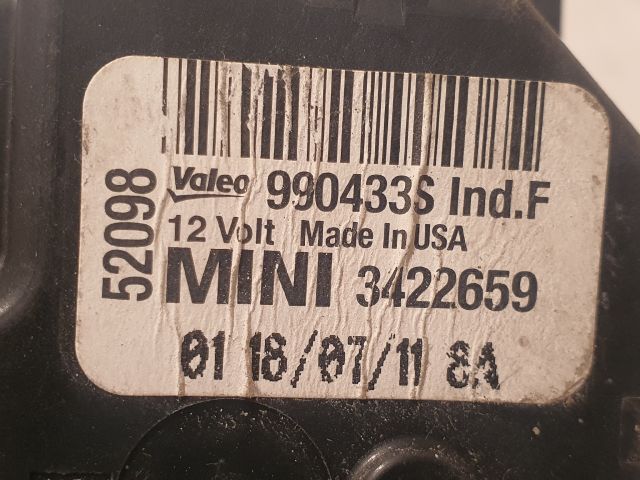 52098
Valeo 990433S Ind.F
12 Volt Made In USA
MINI 3422659
01 18/07/11 8A